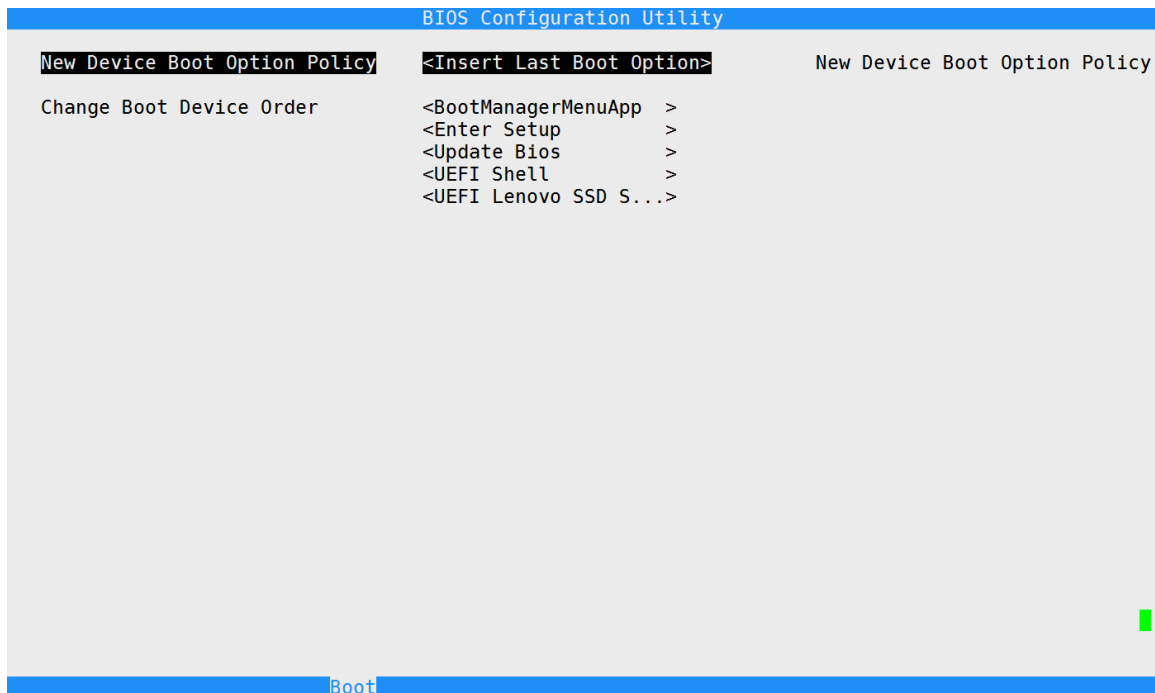 BIOS Configuration Utility
New Device Boot Option Policy <Insert Last Boot Option> New Device Boot Option Policy
Change Boot Device Order <BootManagerMenuApp >
<Enter Setup >
<Update Bios >
<UEFI Shell >
<UEFI Lenovo SSD S...>
Boot